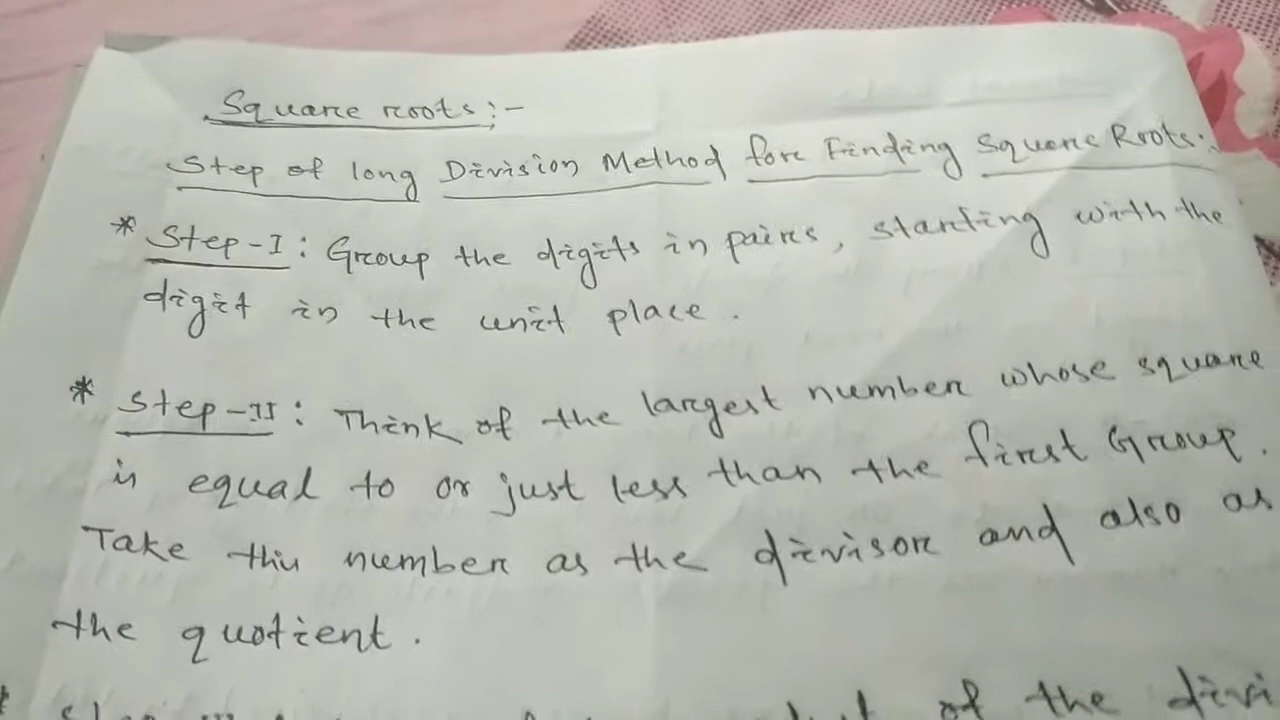 Square roots:-
Step of long Division Method for Finding Square Roots.
* Step-I: Group the digits in pairs, starting with the
digit in the unit place.
* Step-II: Think of the largest number whose square
is equal to or just less than the first Group.
Take this number as the divisor and also as
the quotient.
of the divi